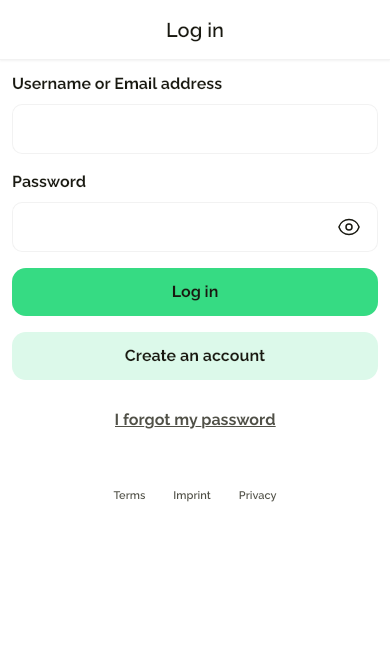 Log in
Username or Email address
Password
Log in
Create an account
I forgot my password
Terms Imprint Privacy